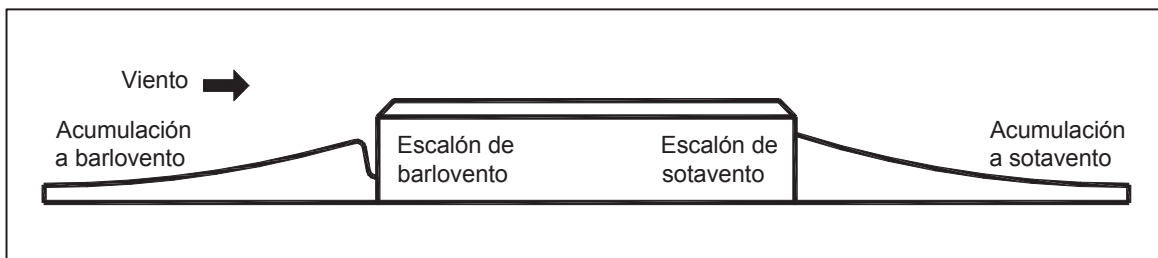 Viento
Acumulación
a barlovento
Escalón de
barlovento
Escalón de
sotavento
Acumulación
a sotavento